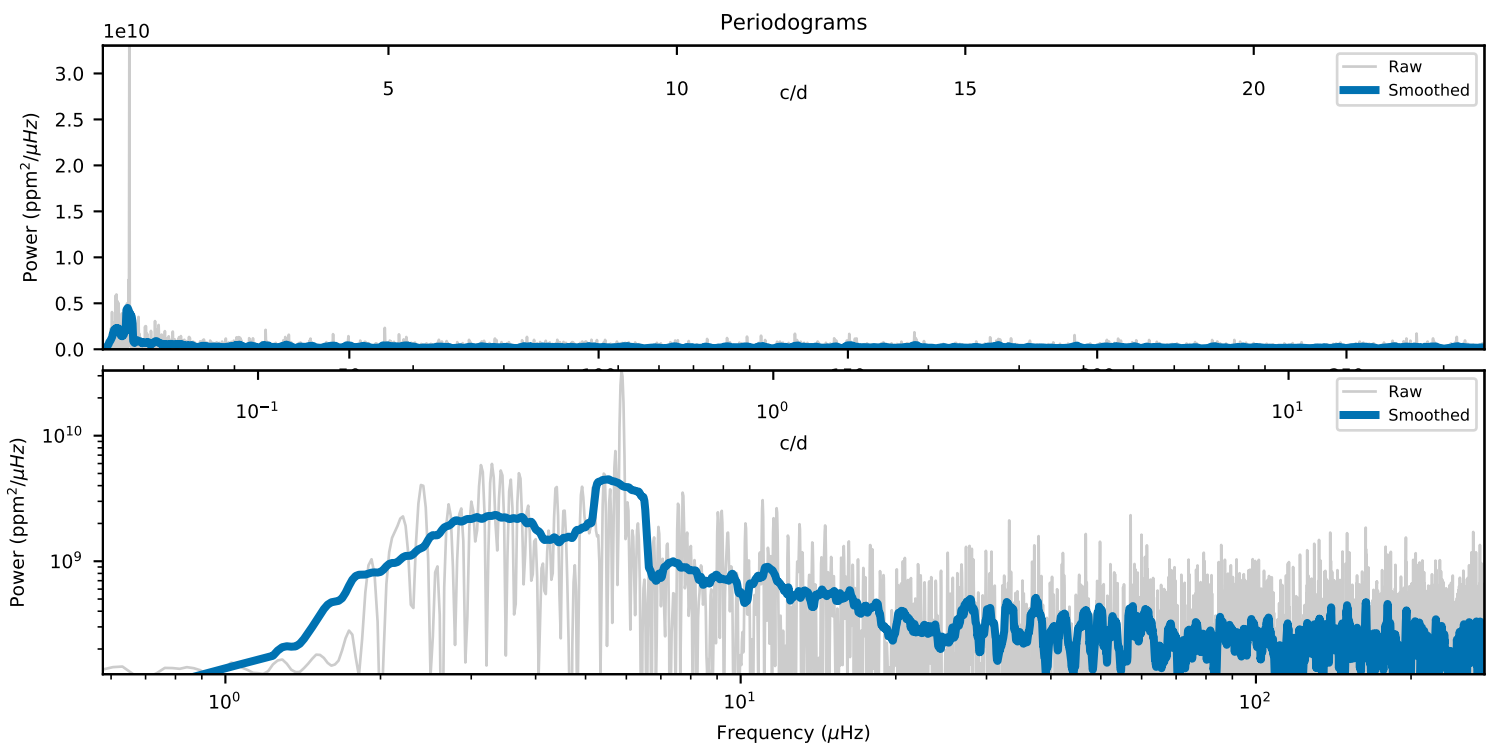 Periodograms
1e10
Power (ppm²/μHz)
3.0
2.5
2.0
1.5
1.0
0.5
0.0
5 10 15 20
c/d
Raw
Smoothed
Power (ppm²/μHz)
10¹⁰
10⁹
10⁻¹ 10⁰ 10¹
c/d
Raw
Smoothed
10⁰ 10¹ 10²
Frequency (μHz)